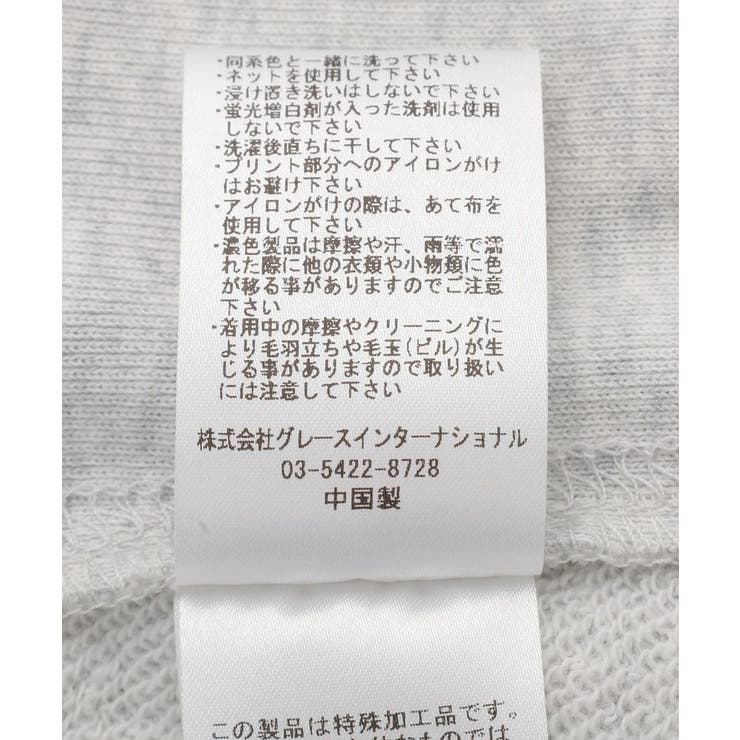 ・同系色と一緒に洗って下さい
・ネットを使用して下さい
・浸け置き洗いはしないで下さい
・蛍光増白剤が入った洗剤は使用
しないで下さい
・洗濯後直ちに干して下さい
・プリント部分へのアイロンがけ
はお避け下さい
・アイロンがけの際は、あて布を
使用して下さい
・濃色製品は摩擦や汗、雨等で濡
れた際に他の衣類や小物類に色
が移る事がありますのでご注意
下さい
・着用中の摩擦やクリーニングに
より毛羽立ちや毛玉(ピル)が生
じる事がありますので取り扱い
には注意して下さい
株式会社グレースインターナショナル
03-5422-8728
中国製
この製品は特殊加工品です。
なものでは